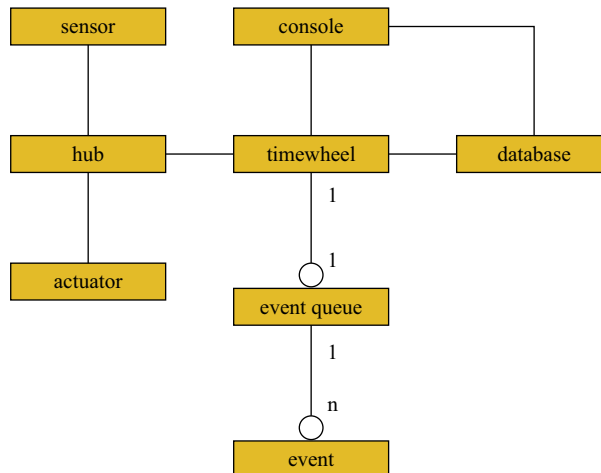 sensor
console
hub
timewheel
database
1
1
actuator
event queue
1
n
event